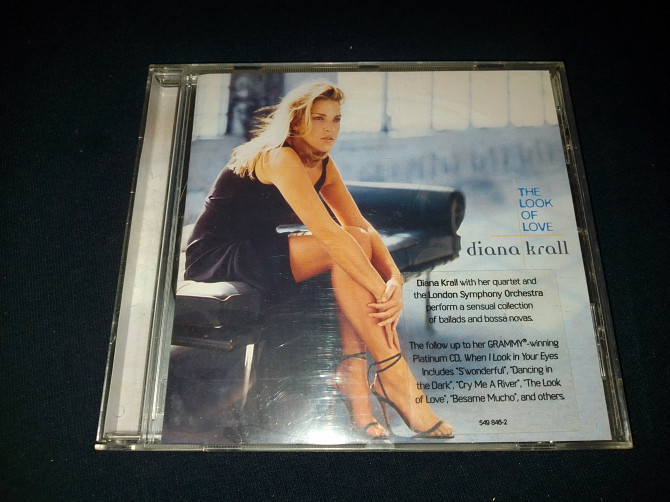 THE
LOOK
OF
LOVE
diana krall
Diana Krall with her quartet and
the London Symphony Orchestra
perform a sensual collection
of ballads and bossa novas.
The follow up to her GRAMMY®-winning
Platinum CD, When I Look in Your Eyes
Includes "S'wonderful", "Dancing in
the Dark", "Cry Me A River", "The Look
of Love", "Besame Mucho", and others.
549 846-2